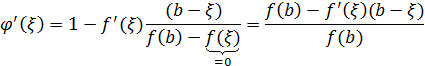 φ′(ξ) = 1 − f′(ξ) (b − ξ) / (f(b) − f(ξ)) = (f(b) − f′(ξ)(b − ξ)) / f(b)
=0